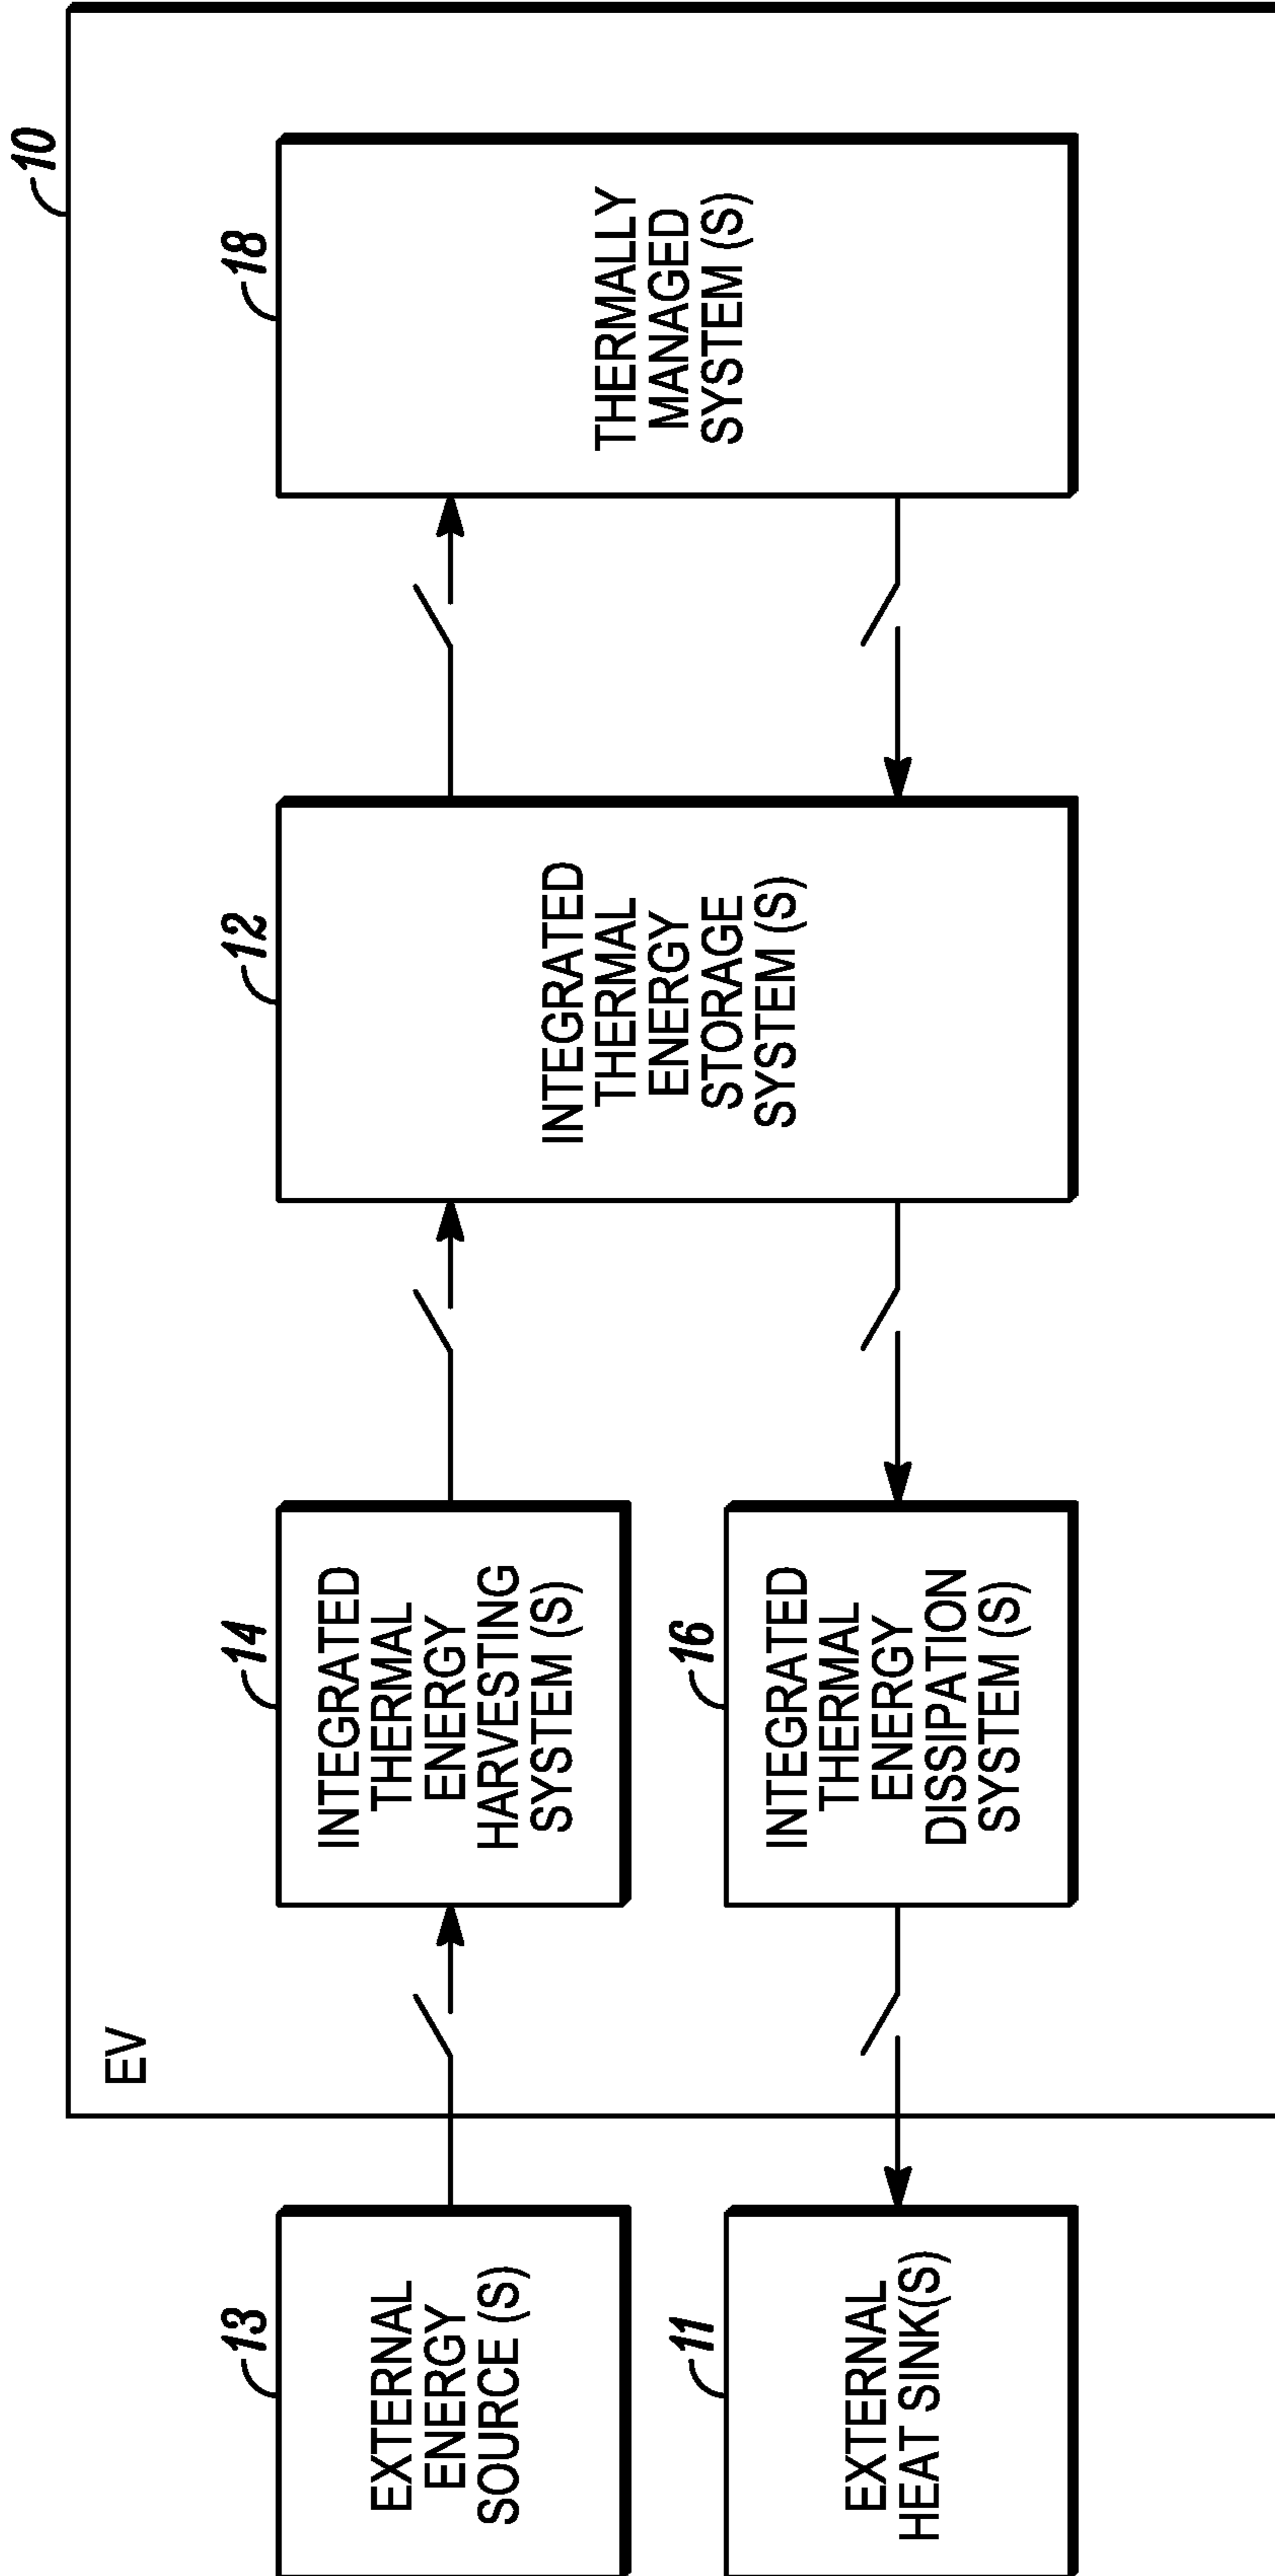 10
EV
13
EXTERNAL
ENERGY
SOURCE (S)
14
INTEGRATED
THERMAL
ENERGY
HARVESTING
SYSTEM (S)
12
INTEGRATED
THERMAL
ENERGY
STORAGE
SYSTEM (S)
18
THERMALLY
MANAGED
SYSTEM (S)
11
EXTERNAL
HEAT SINK(S)
16
INTEGRATED
THERMAL
ENERGY
DISSIPATION
SYSTEM (S)